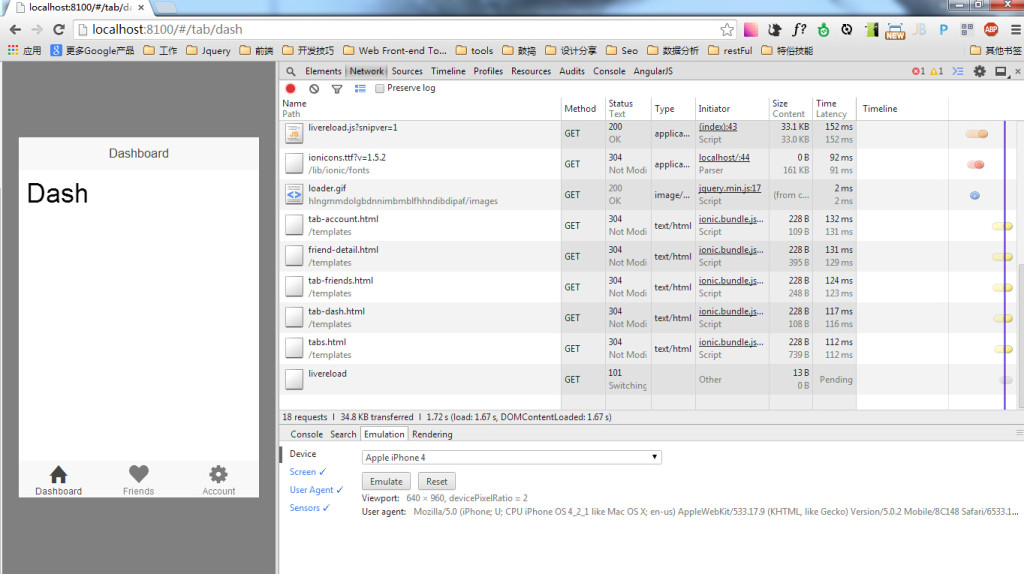 localhost:8100/#/tab/da
localhost:8100/#/tab/dash
f?
NEW
JB
P
ABP
应用 更多Google产品 工作 Jquery 前端 开发技巧 Web Front-end To... tools 鼓捣 设计分享 Seo 数据分析 restful 特俗技能 其他书签
Elements Network Sources Timeline Profiles Resources Audits Console AngularJS 1 1
Preserve log
Name Path Method Status Text Type Initiator Size Content Time Latency Timeline
livereload.js?snipver=1 GET 200 OK applica... (index):43 Script 33.1 KB 33.0 KB 152 ms 152 ms
ionicons.ttf?v=1.5.2 /lib/ionic/fonts GET 304 Not Modi applica... localhost/:44 Parser 0 B 161 KB 92 ms 91 ms
loader.gif hlngmmdolgbdnnimbmblfhhndibdipaf/images GET 200 OK image/... jquery.min.js:17 Script (from c... 2 ms 2 ms
tab-account.html /templates GET 304 Not Modi text/html ionic.bundle.js... Script 228 B 109 B 132 ms 131 ms
friend-detail.html /templates GET 304 Not Modi text/html ionic.bundle.js... Script 228 B 395 B 131 ms 129 ms
tab-friends.html /templates GET 304 Not Modi text/html ionic.bundle.js... Script 228 B 248 B 124 ms 123 ms
tab-dash.html /templates GET 304 Not Modi text/html ionic.bundle.js... Script 228 B 108 B 117 ms 116 ms
tabs.html /templates GET 304 Not Modi text/html ionic.bundle.js... Script 228 B 739 B 112 ms 112 ms
livereload GET 101 Switching Other 13 B 0 B Pending
18 requests | 34.8 KB transferred | 1.72 s (load: 1.67 s, DOMContentLoaded: 1.67 s)
Console Search Emulation Rendering
Device Apple iPhone 4
Screen ✓ Emulate Reset
User Agent ✓ Viewport: 640 × 960, devicePixelRatio = 2
Sensors ✓ User agent: Mozilla/5.0 (iPhone; U; CPU iPhone OS 4_2_1 like Mac OS X; en-us) AppleWebKit/533.17.9 (KHTML, like Gecko) Version/5.0.2 Mobile/8C148 Safari/6533.1...
Dashboard
Dash
Dashboard Friends Account